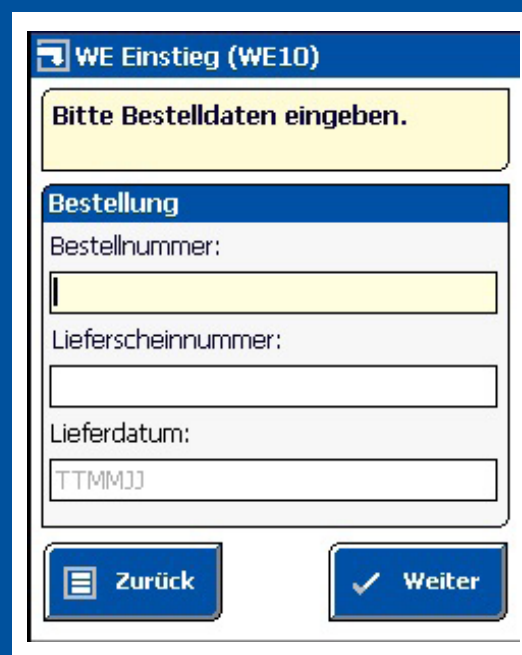 WE Einstieg (WE10)
Bitte Bestelldaten eingeben.
Bestellung
Bestellnummer:
Lieferscheinnummer:
Lieferdatum:
TTMMJJ
Zurück
Weiter